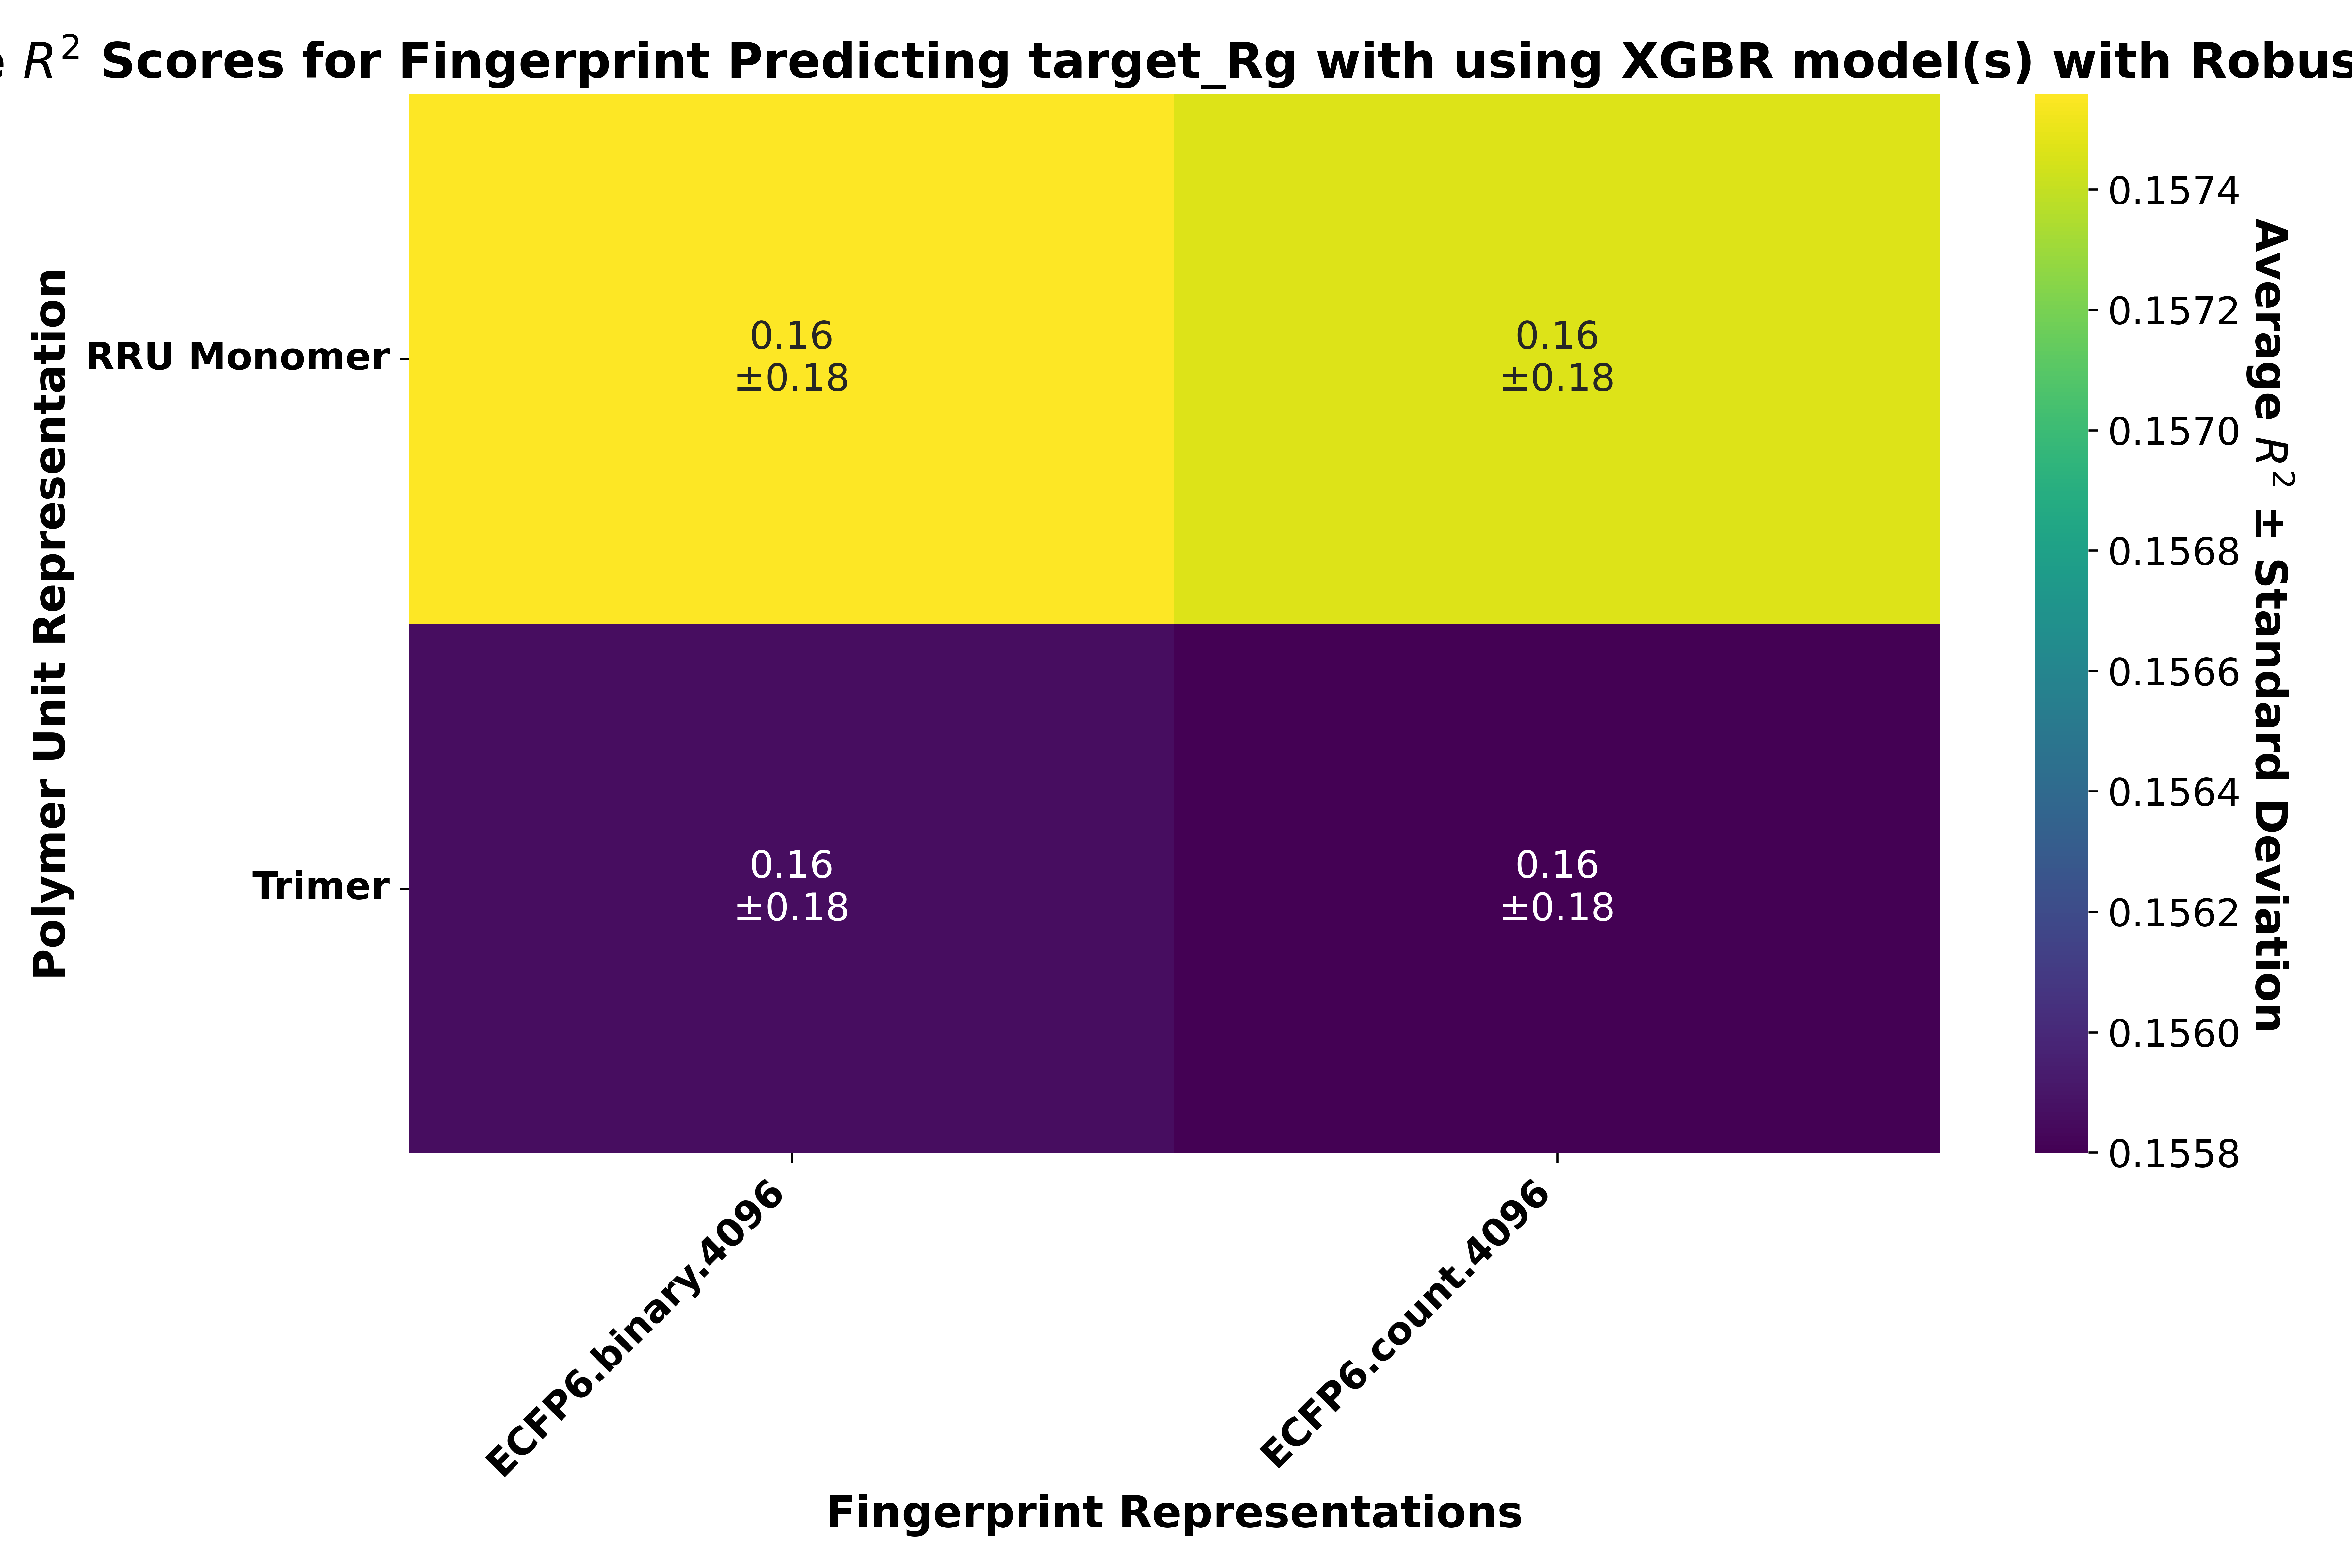 R² Scores for Fingerprint Predicting target_Rg with using XGBR model(s) with
Polymer Unit Representation
RRU Monomer
Trimer
0.16
±0.18
0.16
±0.18
0.16
±0.18
0.16
±0.18
ECFP6.binary.4096
ECFP6.count.4096
Fingerprint Representations
0.1574
0.1572
0.1570
0.1568
0.1566
0.1564
0.1562
0.1560
0.1558
Average R² ± Standard Deviation